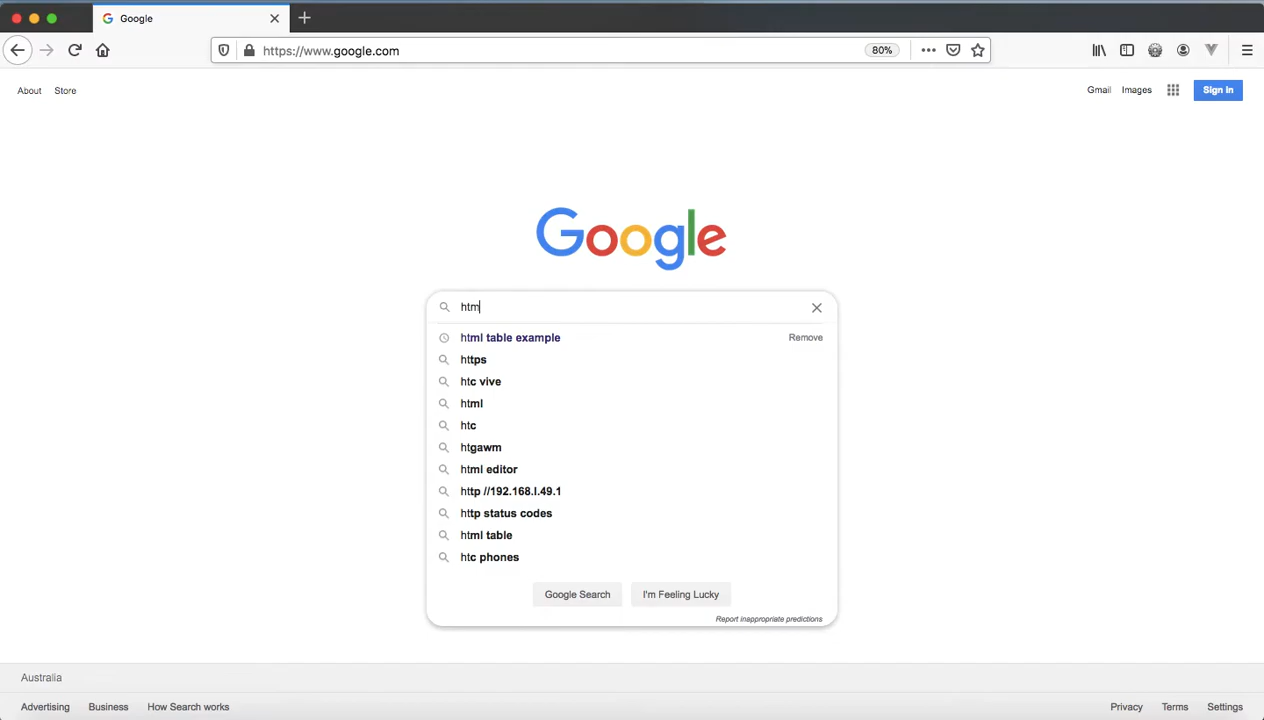 Google
https://www.google.com 80%
About Store Gmail Images Sign in
Google
htm
html table example Remove
https
htc vive
html
htc
htgawm
html editor
http //192.168.l.49.1
http status codes
html table
htc phones
Google Search I'm Feeling Lucky
Report inappropriate predictions
Australia
Advertising Business How Search works Privacy Terms Settings